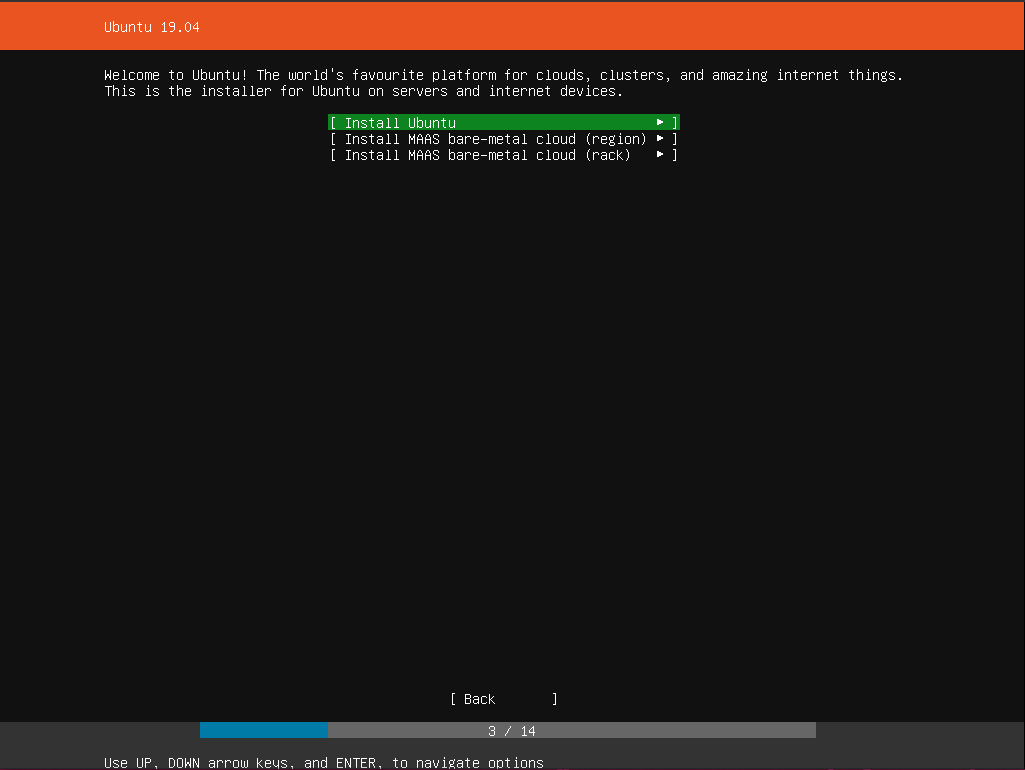 Ubuntu 19.04
Welcome to Ubuntu! The world's favourite platform for clouds, clusters, and amazing internet things.
This is the installer for Ubuntu on servers and internet devices.
[ Install Ubuntu ► ]
[ Install MAAS bare-metal cloud (region) ► ]
[ Install MAAS bare-metal cloud (rack) ► ]
[ Back ]
3 / 14
Use UP, DOWN arrow keys, and ENTER, to navigate options